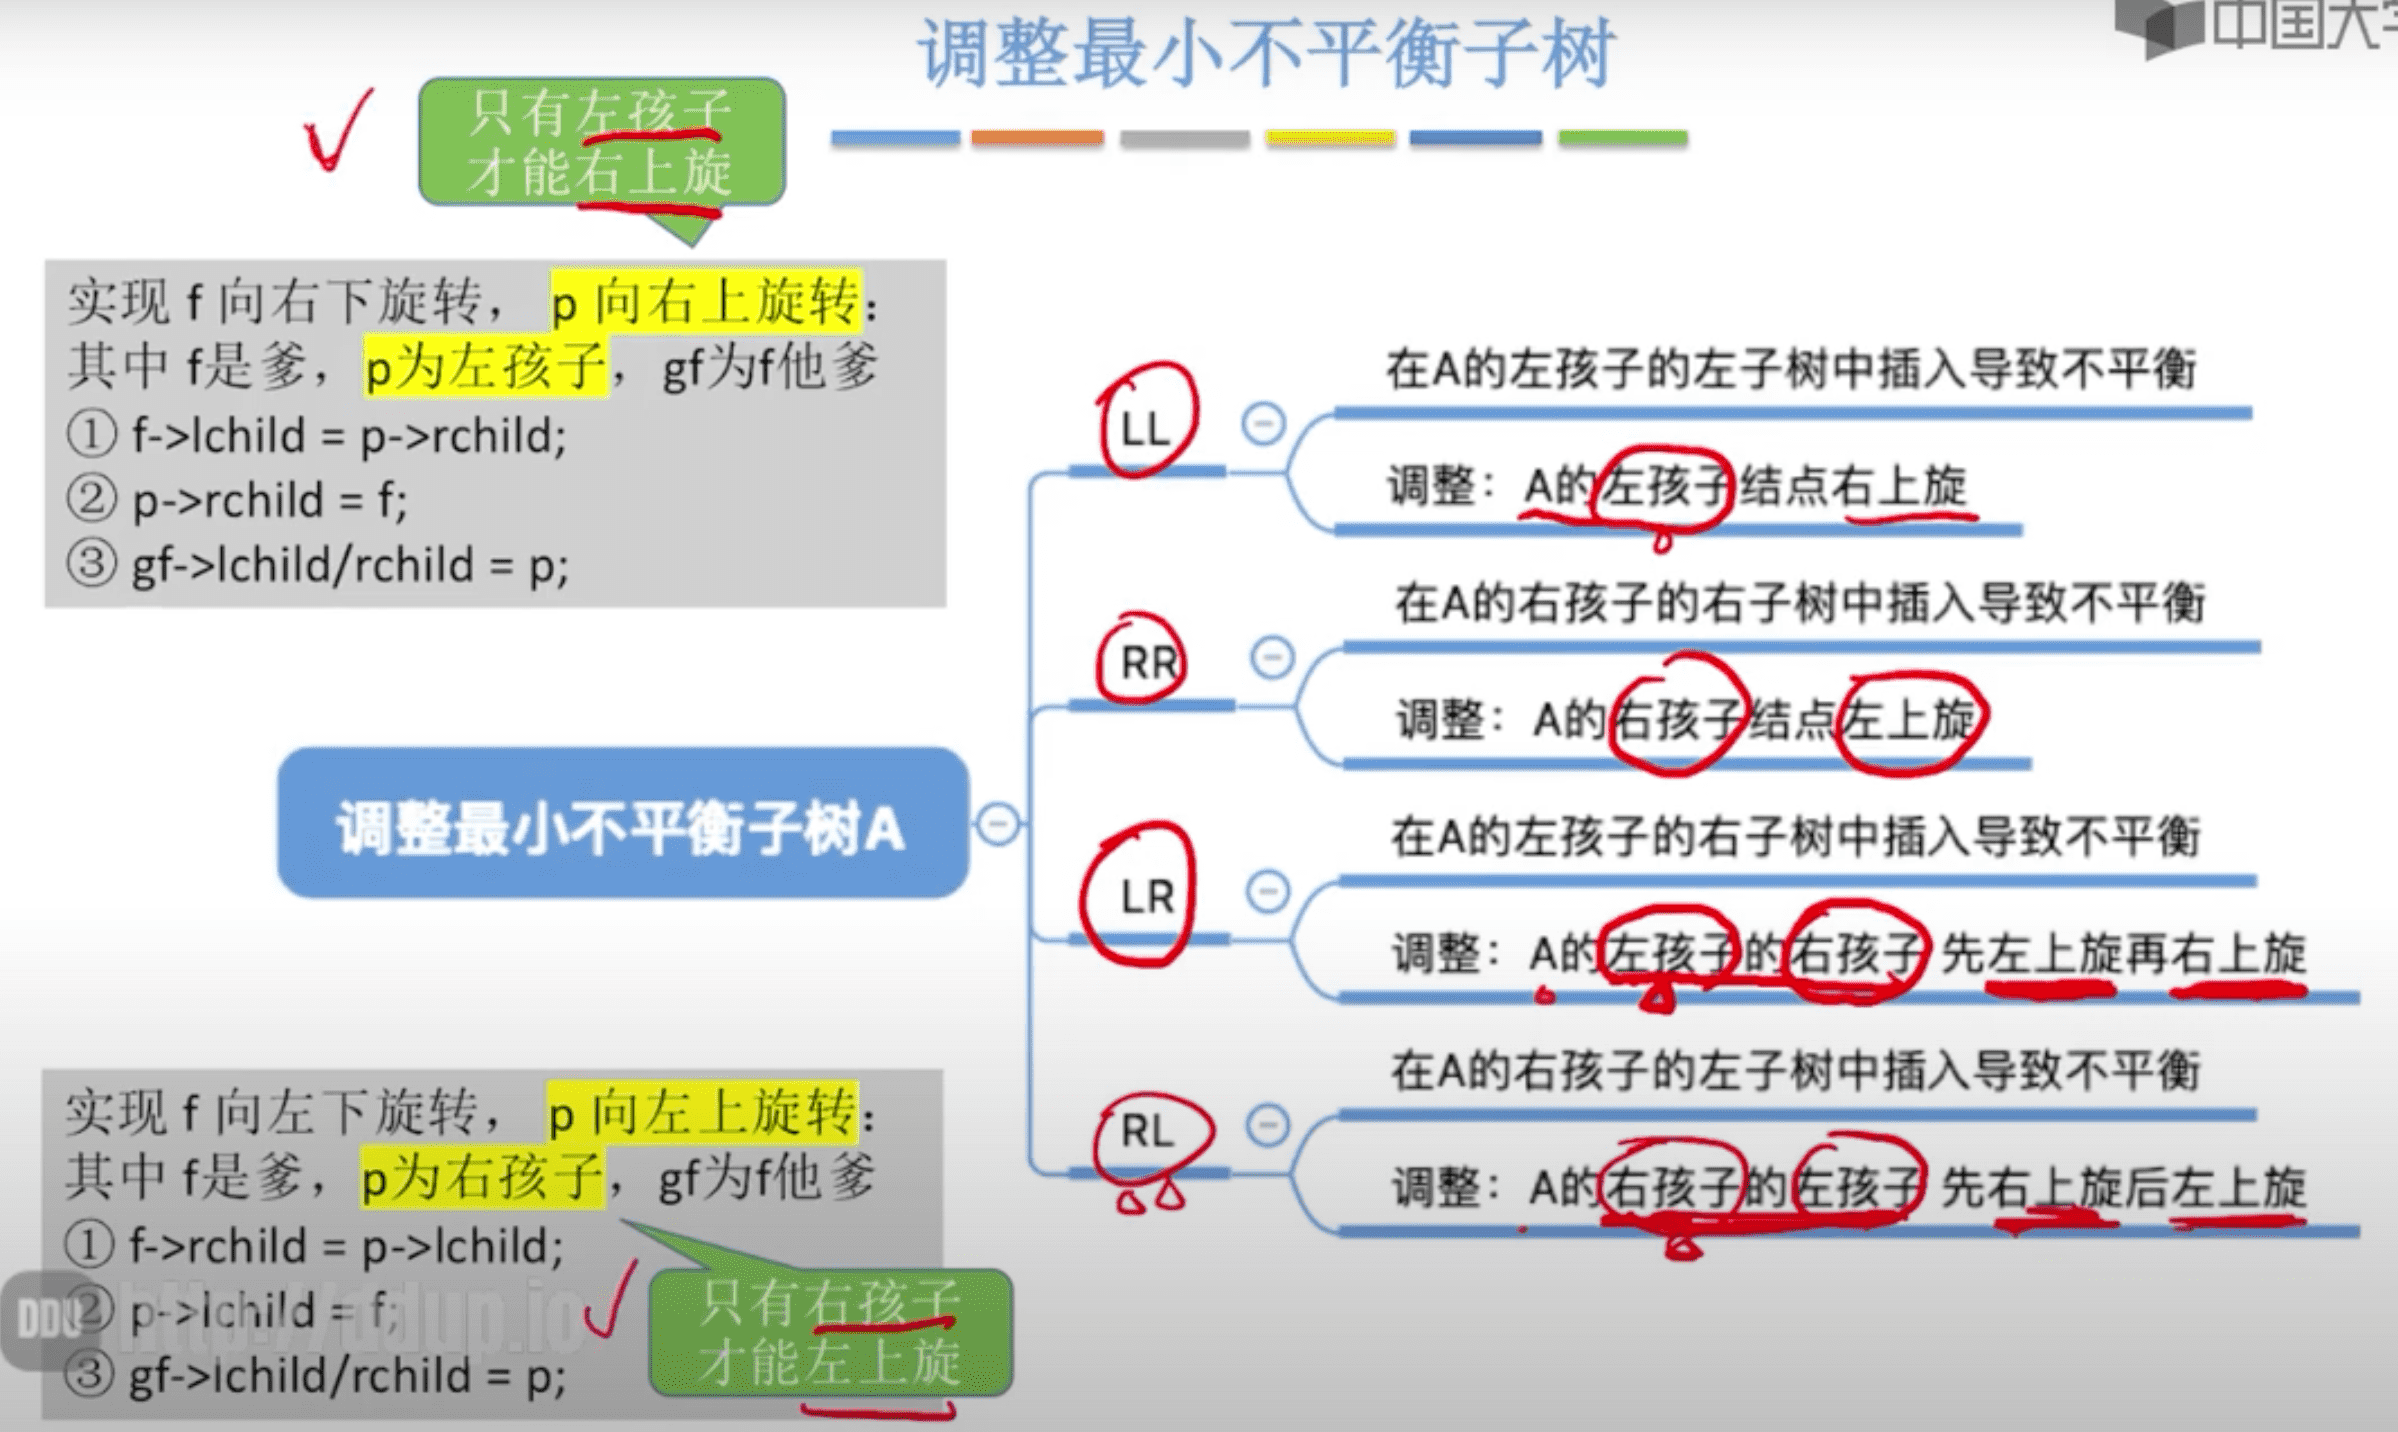 调整最小不平衡子树
中国大
只有左孩子
才能右上旋
实现 f 向右下旋转， p 向右上旋转：
其中 f是爹，p为左孩子，gf为f他爹
① f->lchild = p->rchild;
② p->rchild = f;
③ gf->lchild/rchild = p;
LL
在A的左孩子的左子树中插入导致不平衡
调整：A的左孩子结点右上旋
RR
在A的右孩子的右子树中插入导致不平衡
调整：A的右孩子结点左上旋
调整最小不平衡子树A
LR
在A的左孩子的右子树中插入导致不平衡
调整：A的左孩子的右孩子 先左上旋再右上旋
RL
在A的右孩子的左子树中插入导致不平衡
调整：A的右孩子的左孩子 先右上旋后左上旋
实现 f 向左下旋转， p 向左上旋转：
其中 f是爹，p为右孩子，gf为f他爹
① f->rchild = p->lchild;
② p->lchild = f;
③ gf->lchild/rchild = p;
只有右孩子
才能左上旋
http://ddup.io